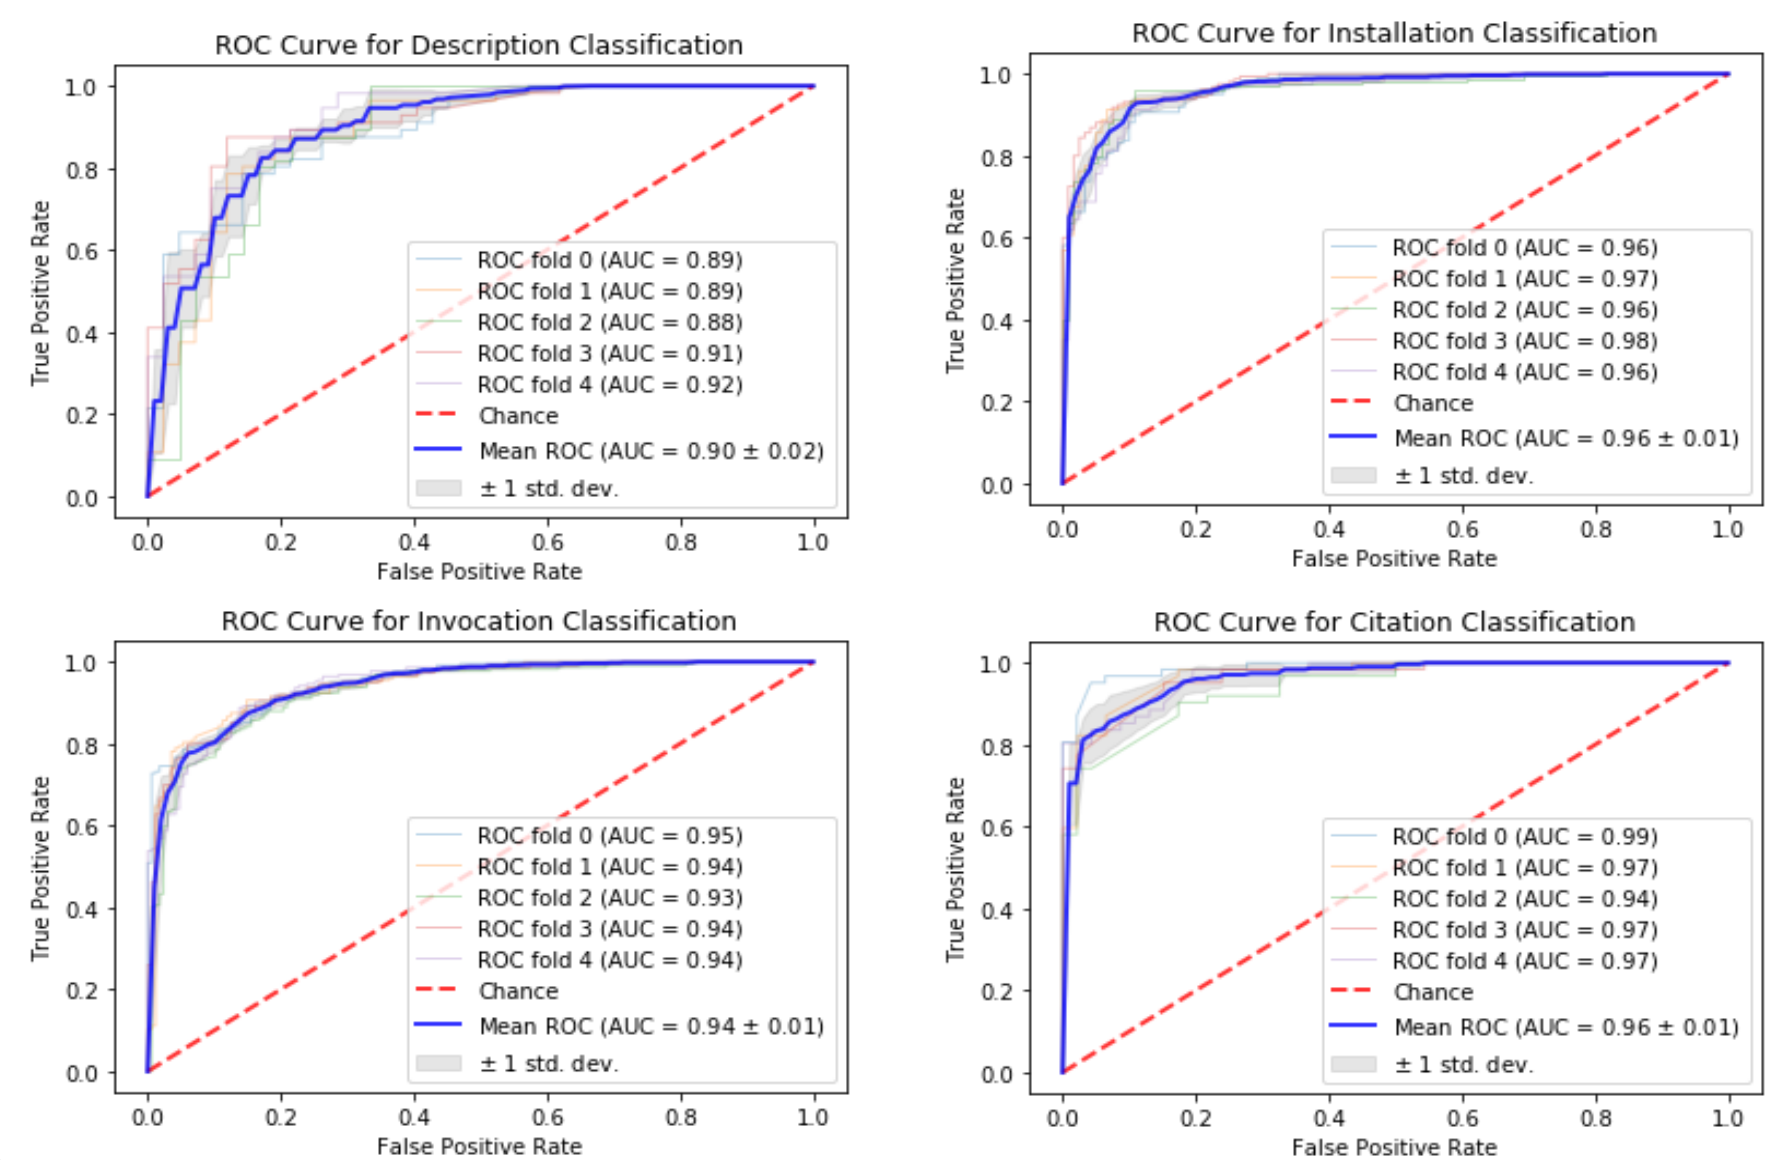 ROC Curve for Description Classification
True Positive Rate
1.0
0.8
0.6
0.4
0.2
0.0
ROC fold 0 (AUC = 0.89)
ROC fold 1 (AUC = 0.89)
ROC fold 2 (AUC = 0.88)
ROC fold 3 (AUC = 0.91)
ROC fold 4 (AUC = 0.92)
Chance
Mean ROC (AUC = 0.90 ± 0.02)
± 1 std. dev.
0.0 0.2 0.4 0.6 0.8 1.0
False Positive Rate
ROC Curve for Installation Classification
True Positive Rate
1.0
0.8
0.6
0.4
0.2
0.0
ROC fold 0 (AUC = 0.96)
ROC fold 1 (AUC = 0.97)
ROC fold 2 (AUC = 0.96)
ROC fold 3 (AUC = 0.98)
ROC fold 4 (AUC = 0.96)
Chance
Mean ROC (AUC = 0.96 ± 0.01)
± 1 std. dev.
0.0 0.2 0.4 0.6 0.8 1.0
False Positive Rate
ROC Curve for Invocation Classification
True Positive Rate
1.0
0.8
0.6
0.4
0.2
0.0
ROC fold 0 (AUC = 0.95)
ROC fold 1 (AUC = 0.94)
ROC fold 2 (AUC = 0.93)
ROC fold 3 (AUC = 0.94)
ROC fold 4 (AUC = 0.94)
Chance
Mean ROC (AUC = 0.94 ± 0.01)
± 1 std. dev.
0.0 0.2 0.4 0.6 0.8 1.0
False Positive Rate
ROC Curve for Citation Classification
True Positive Rate
1.0
0.8
0.6
0.4
0.2
0.0
ROC fold 0 (AUC = 0.99)
ROC fold 1 (AUC = 0.97)
ROC fold 2 (AUC = 0.94)
ROC fold 3 (AUC = 0.97)
ROC fold 4 (AUC = 0.97)
Chance
Mean ROC (AUC = 0.96 ± 0.01)
± 1 std. dev.
0.0 0.2 0.4 0.6 0.8 1.0
False Positive Rate